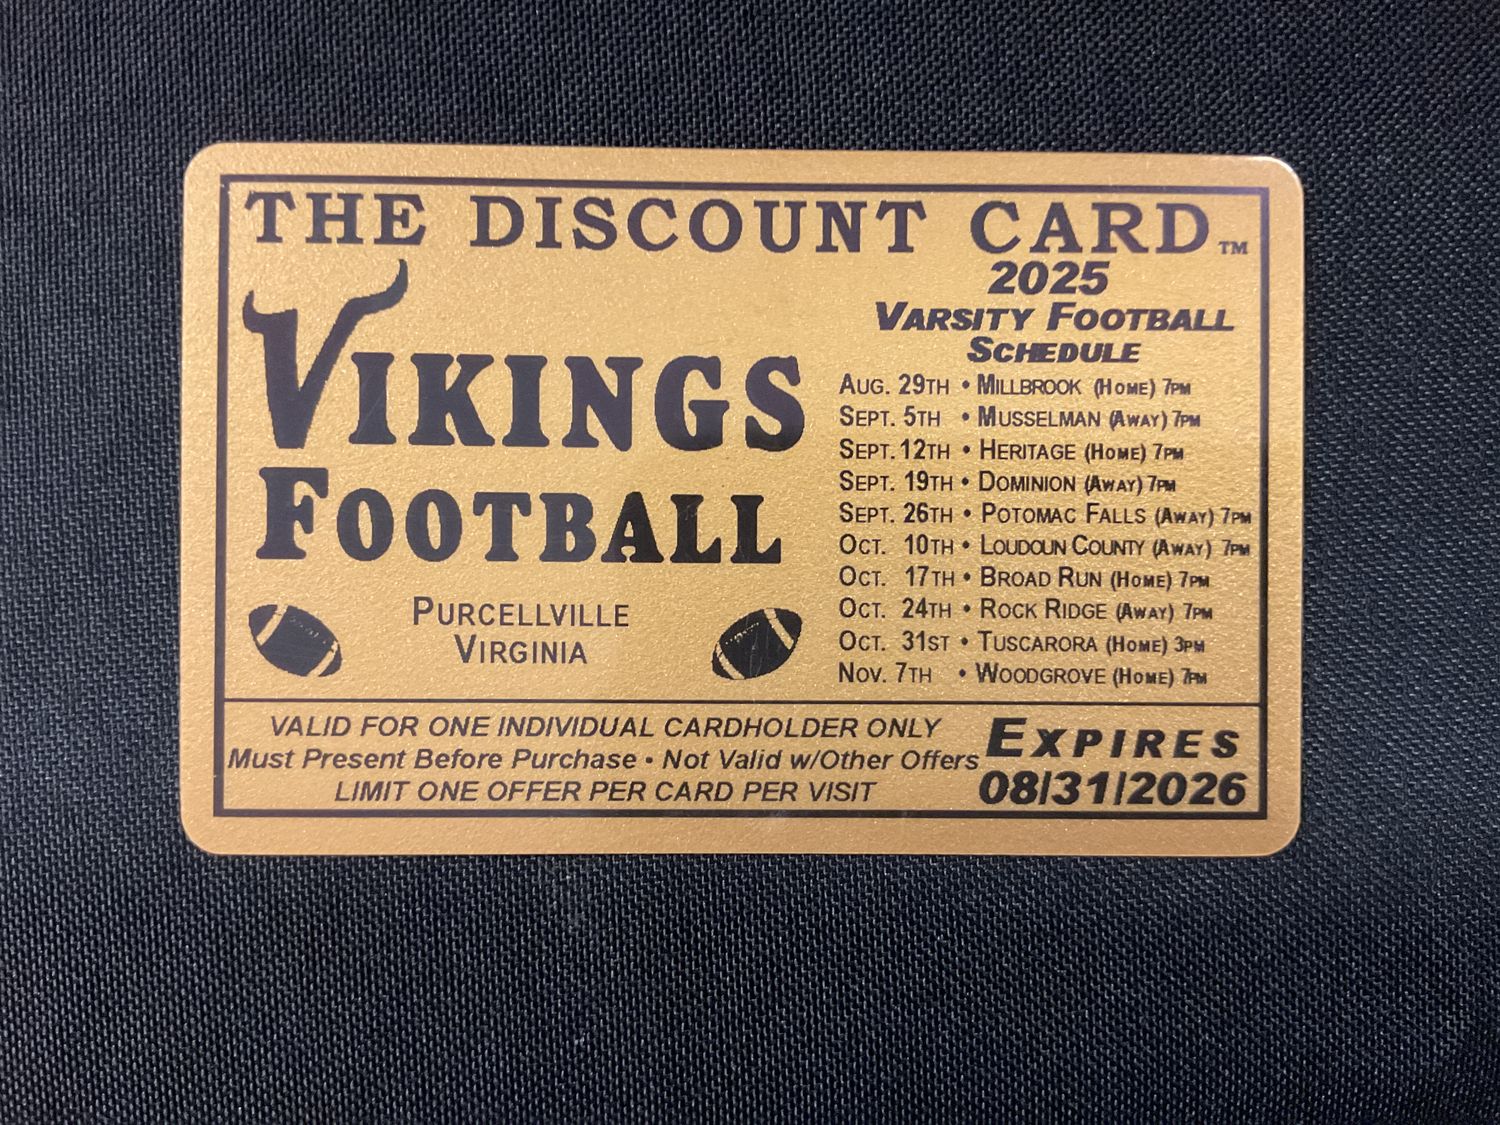 THE DISCOUNT CARD™
VIKINGS
FOOTBALL
PURCELLVILLE
VIRGINIA
2025
VARSITY FOOTBALL
SCHEDULE
AUG. 29TH • MILLBROOK (HOME) 7PM
SEPT. 5TH • MUSSELMAN (AWAY) 7PM
SEPT. 12TH • HERITAGE (HOME) 7PM
SEPT. 19TH • DOMINION (AWAY) 7PM
SEPT. 26TH • POTOMAC FALLS (AWAY) 7PM
OCT. 10TH • LOUDOUN COUNTY (AWAY) 7PM
OCT. 17TH • BROAD RUN (HOME) 7PM
OCT. 24TH • ROCK RIDGE (AWAY) 7PM
OCT. 31ST • TUSCARORA (HOME) 3PM
NOV. 7TH • WOODGROVE (HOME) 7PM
VALID FOR ONE INDIVIDUAL CARDHOLDER ONLY
Must Present Before Purchase • Not Valid w/Other Offers
LIMIT ONE OFFER PER CARD PER VISIT
EXPIRES
08/31/2026